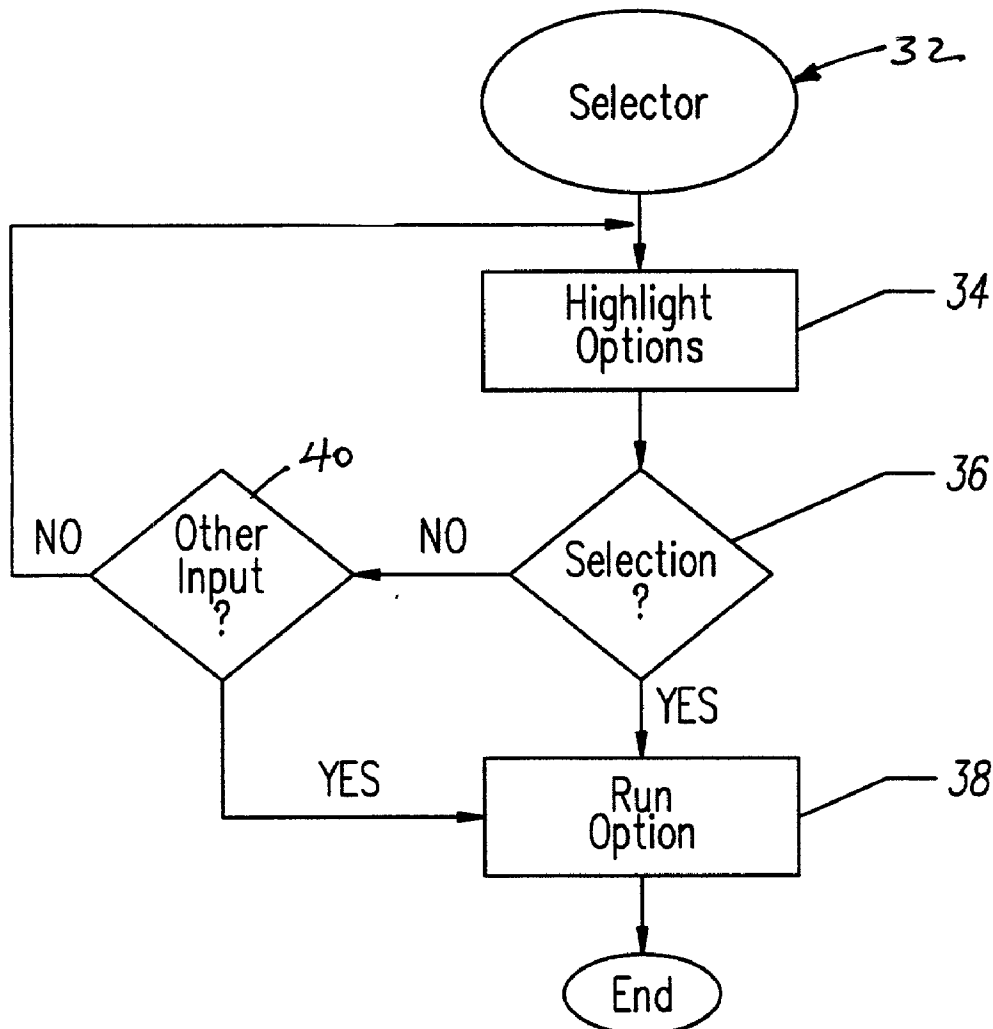 Selector
32
Highlight
Options
34
36
40
Other
Input
?
NO
NO
Selection
?
YES
YES
Run
Option
38
End